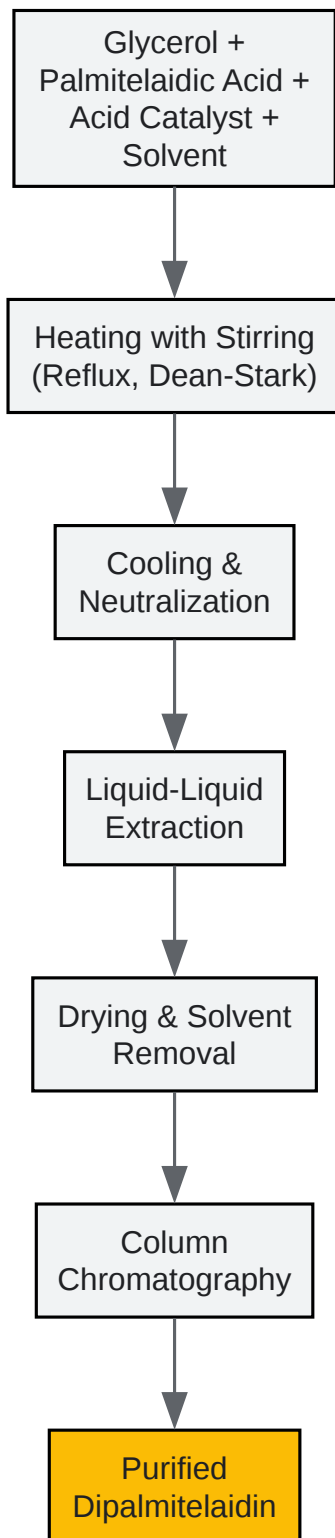 Glycerol +
Palmitelaidic Acid +
Acid Catalyst +
Solvent
Heating with Stirring
(Reflux, Dean-Stark)
Cooling &
Neutralization
Liquid-Liquid
Extraction
Drying & Solvent
Removal
Column
Chromatography
Purified
Dipalmitelaidin